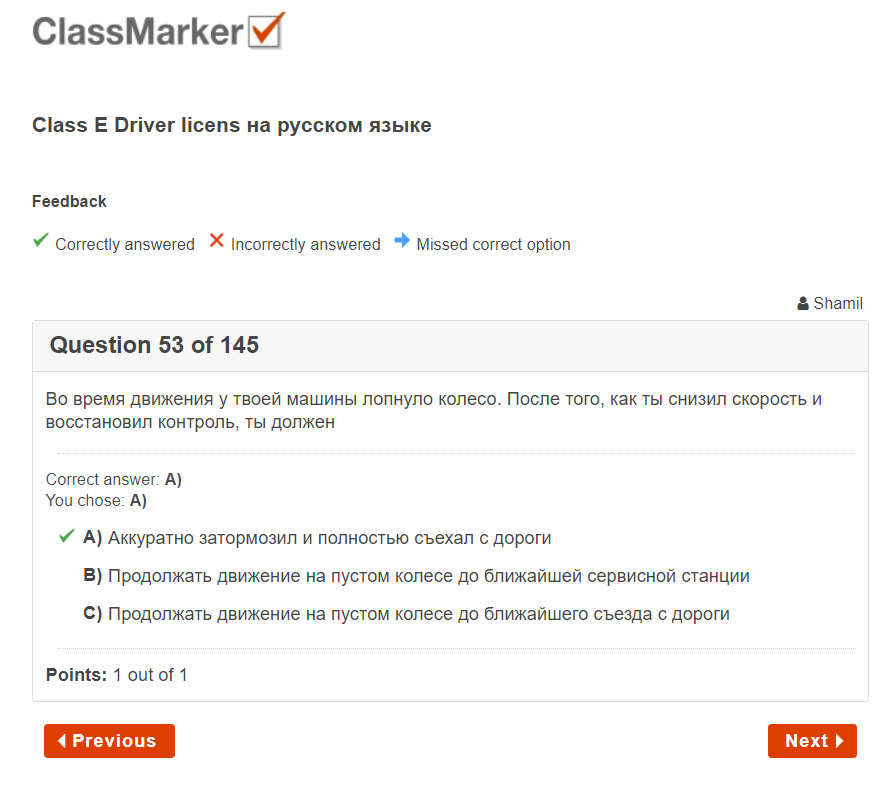 ClassMarker
Class E Driver licens на русском языке
Feedback
Correctly answered Incorrectly answered Missed correct option
Shamil
Question 53 of 145
Во время движения у твоей машины лопнуло колесо. После того, как ты снизил скорость и
восстановил контроль, ты должен
Correct answer: A)
You chose: A)
A) Аккуратно затормозил и полностью съехал с дороги
B) Продолжать движение на пустом колесе до ближайшей сервисной станции
C) Продолжать движение на пустом колесе до ближайшего съезда с дороги
Points: 1 out of 1
Previous Next